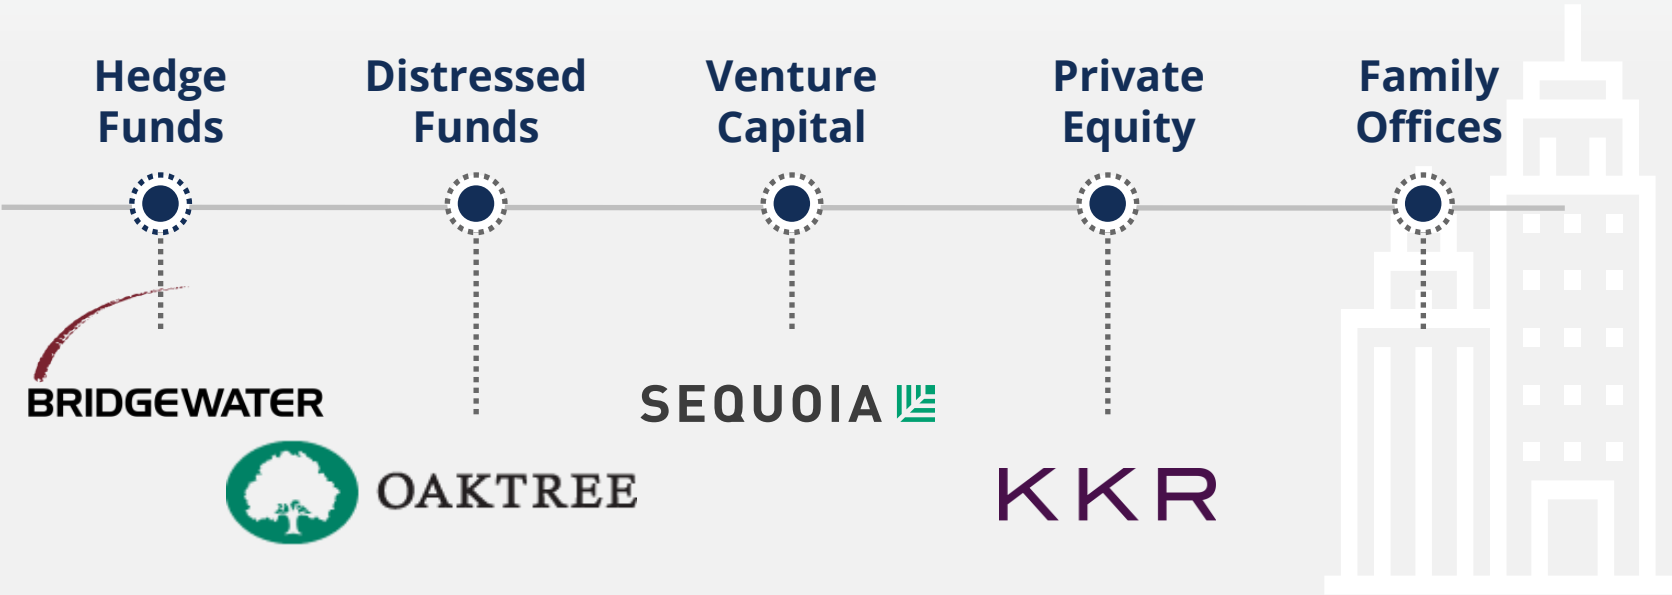 Hedge
Funds
Distressed
Funds
Venture
Capital
Private
Equity
Family
Offices
BRIDGEWATER
SEQUOIA
OAKTREE
KKR